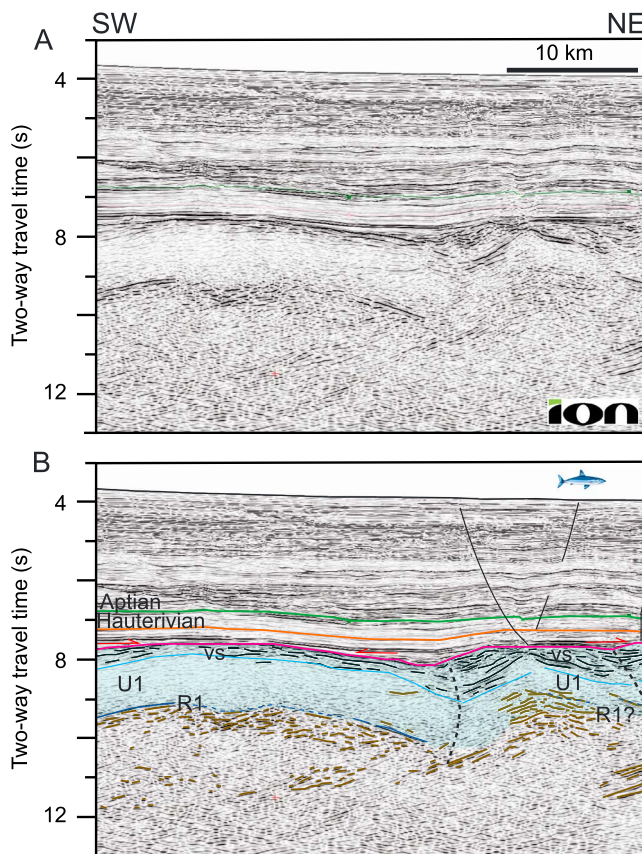 A
SW
NE
10 km
4
8
12
Two-way travel time (s)
ion
B
4
8
12
Two-way travel time (s)
Aptian
Hauterivian
vs
vs
U1
U1
R1
R1?